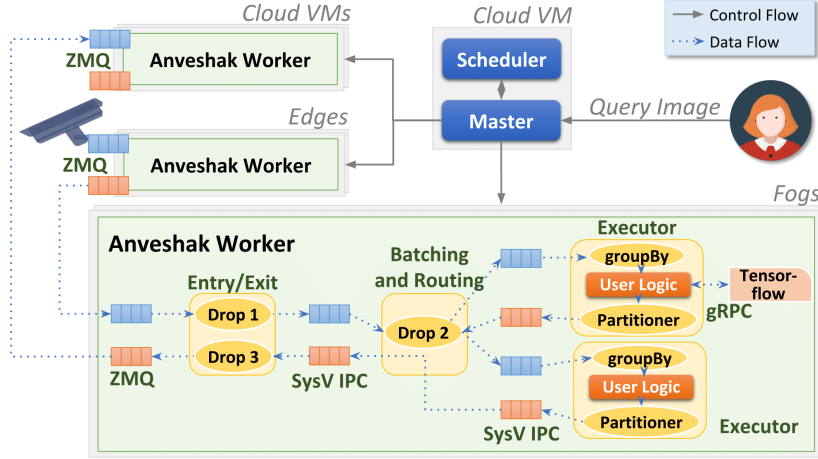 Cloud VMs
Cloud VM
Control Flow
Data Flow
ZMQ
Anveshak Worker
Scheduler
Master
Query Image
Edges
ZMQ
Anveshak Worker
Fogs
Anveshak Worker
Executor
Batching
and Routing
Entry/Exit
groupBy
User Logic
Partitioner
gRPC
Tensor-
flow
Drop 1
Drop 2
Drop 3
ZMQ
SysV IPC
groupBy
User Logic
Partitioner
SysV IPC
Executor